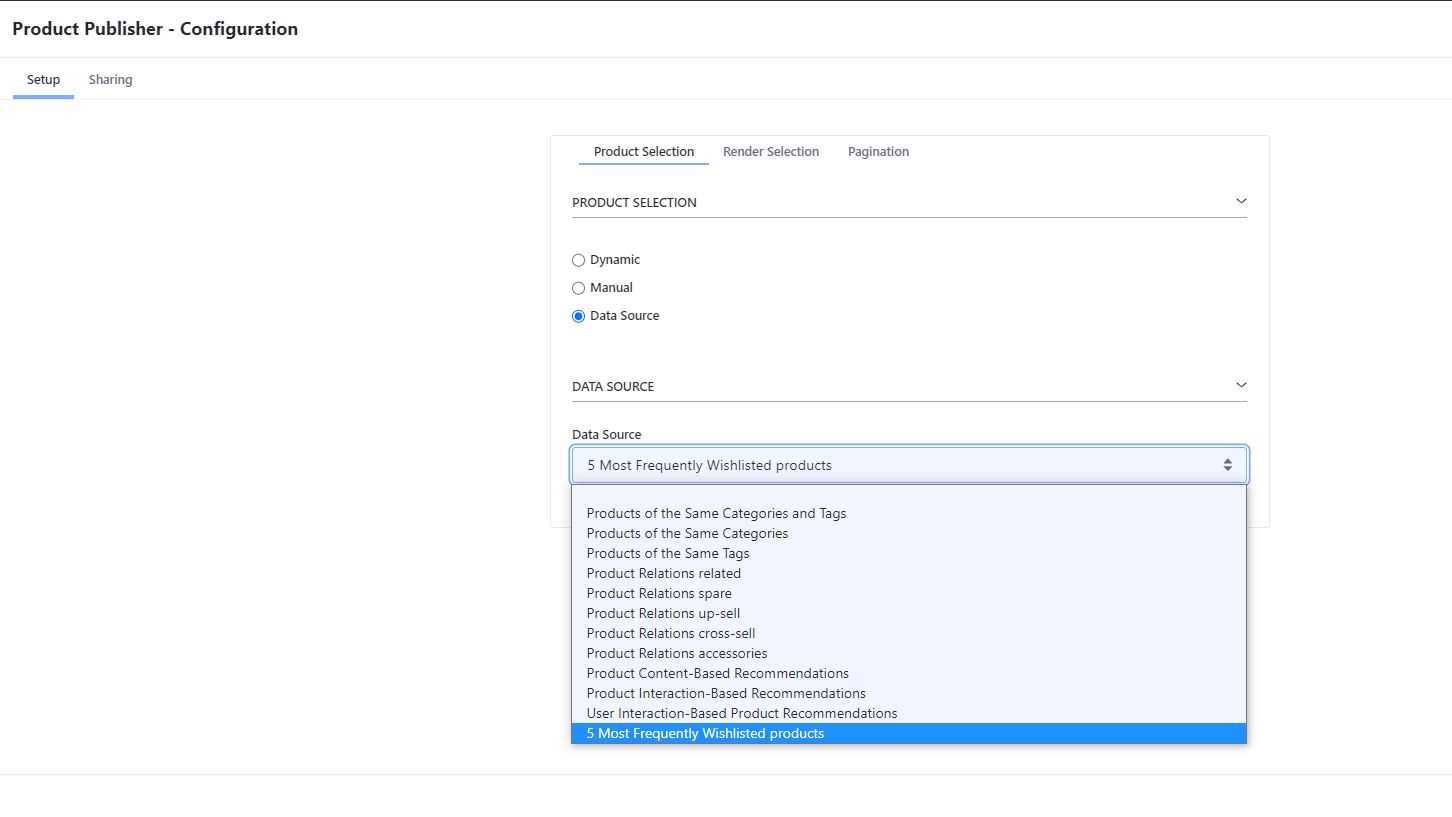 Product Publisher - Configuration
Setup Sharing
Product Selection Render Selection Pagination
PRODUCT SELECTION
Dynamic
Manual
Data Source
DATA SOURCE
Data Source
5 Most Frequently Wishlisted products
Products of the Same Categories and Tags
Products of the Same Categories
Products of the Same Tags
Product Relations related
Product Relations spare
Product Relations up-sell
Product Relations cross-sell
Product Relations accessories
Product Content-Based Recommendations
Product Interaction-Based Recommendations
User Interaction-Based Product Recommendations
5 Most Frequently Wishlisted products